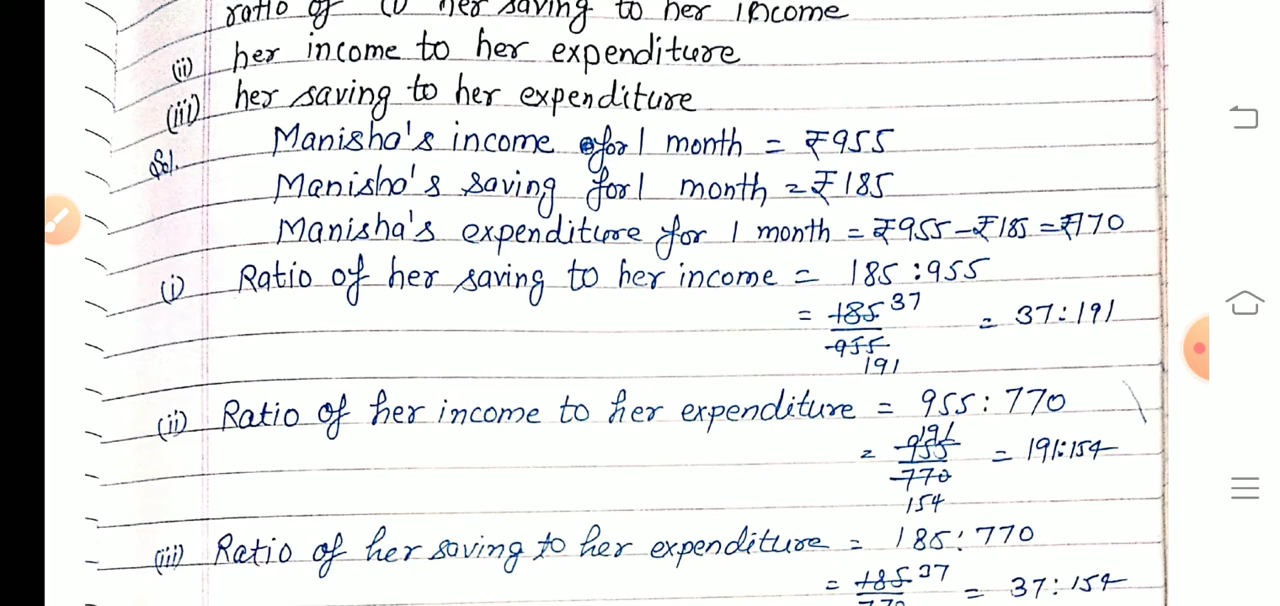 ratio of (i) her saving to her income
(ii) her income to her expenditure
(iii) her saving to her expenditure
Sol. Manisha's income for 1 month = ₹955
Manisha's saving for 1 month = ₹185
Manisha's expenditure for 1 month = ₹955-₹185 = ₹770
(i) Ratio of her saving to her income = 185:955
= 185 37 = 37:191
955
191
(ii) Ratio of her income to her expenditure = 955:770
191
= 955 = 191:154
770
154
(iii) Ratio of her saving to her expenditure = 185:770
= 185 37 = 37:154
770